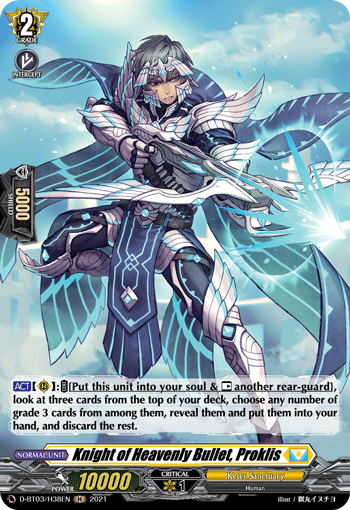 2
GRADE
INTERCEPT
5000
SHIELD
ACT [ ]: [Put this unit into your soul & another rear-guard],
look at three cards from the top of your deck, choose any number of
grade 3 cards from among them, reveal them and put them into your
hand, and discard the rest.
NORMAL UNIT
Knight of Heavenly Bullet, Proklis
POWER 10000
CRITICAL
1
Keter Sanctuary
Human
D-BT03/H38EN H 2021
Illust / 獣丸イヌチヨ